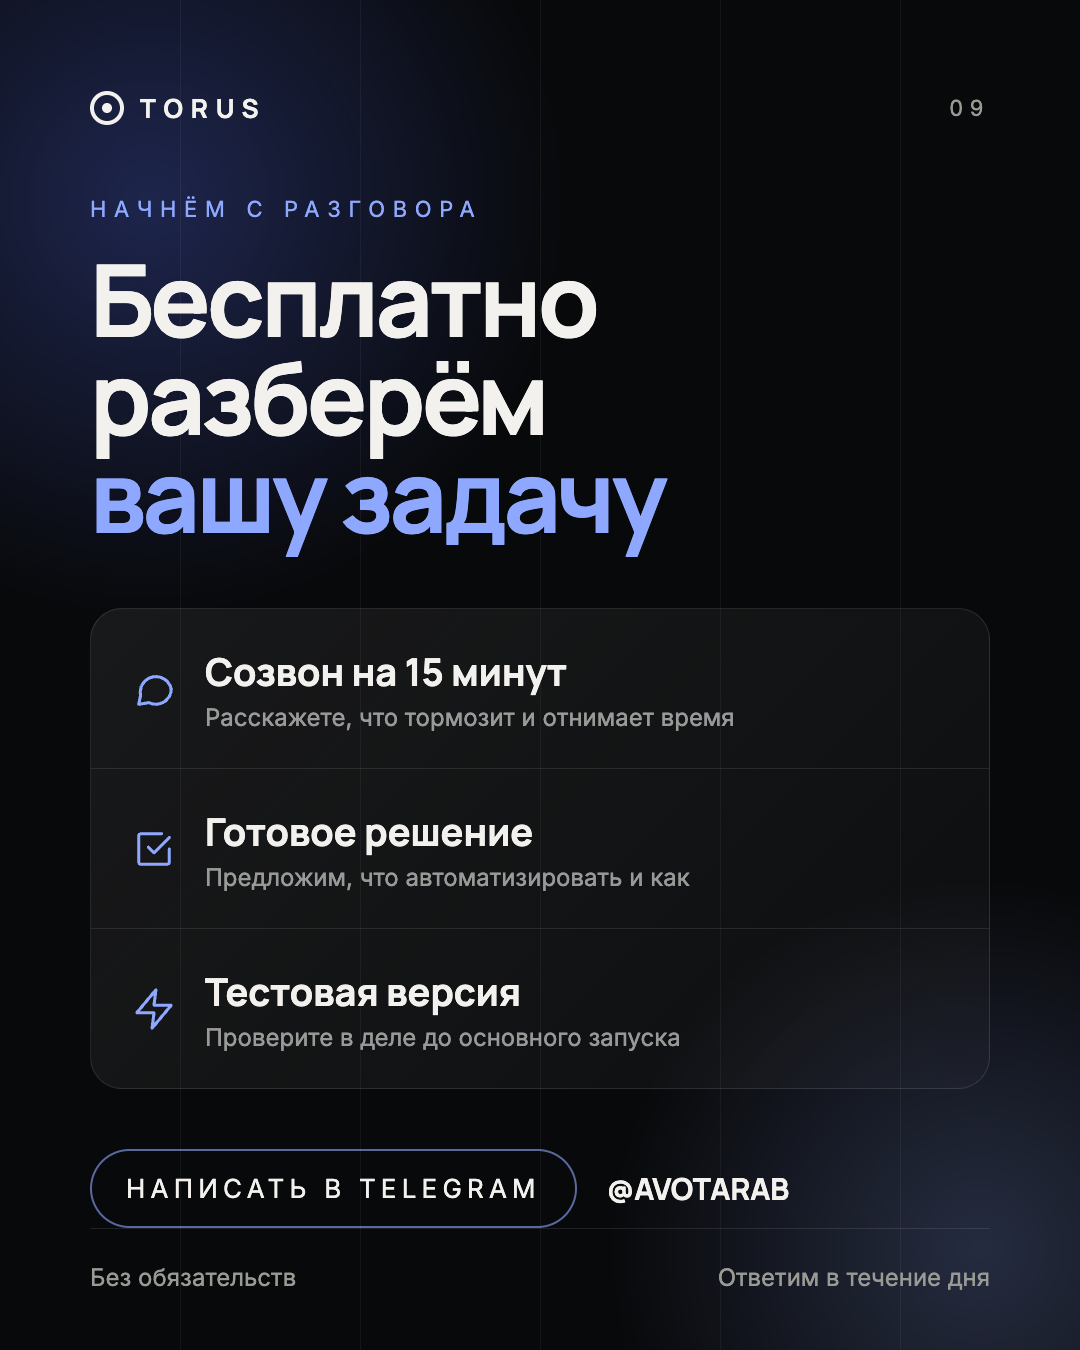 TORUS
09
НАЧНЁМ С РАЗГОВОРА
Бесплатно
разберём
вашу задачу
Созвон на 15 минут
Расскажете, что тормозит и отнимает время
Готовое решение
Предложим, что автоматизировать и как
Тестовая версия
Проверите в деле до основного запуска
НАПИСАТЬ В TELEGRAM
@AVOTARAB
Без обязательств
Ответим в течение дня